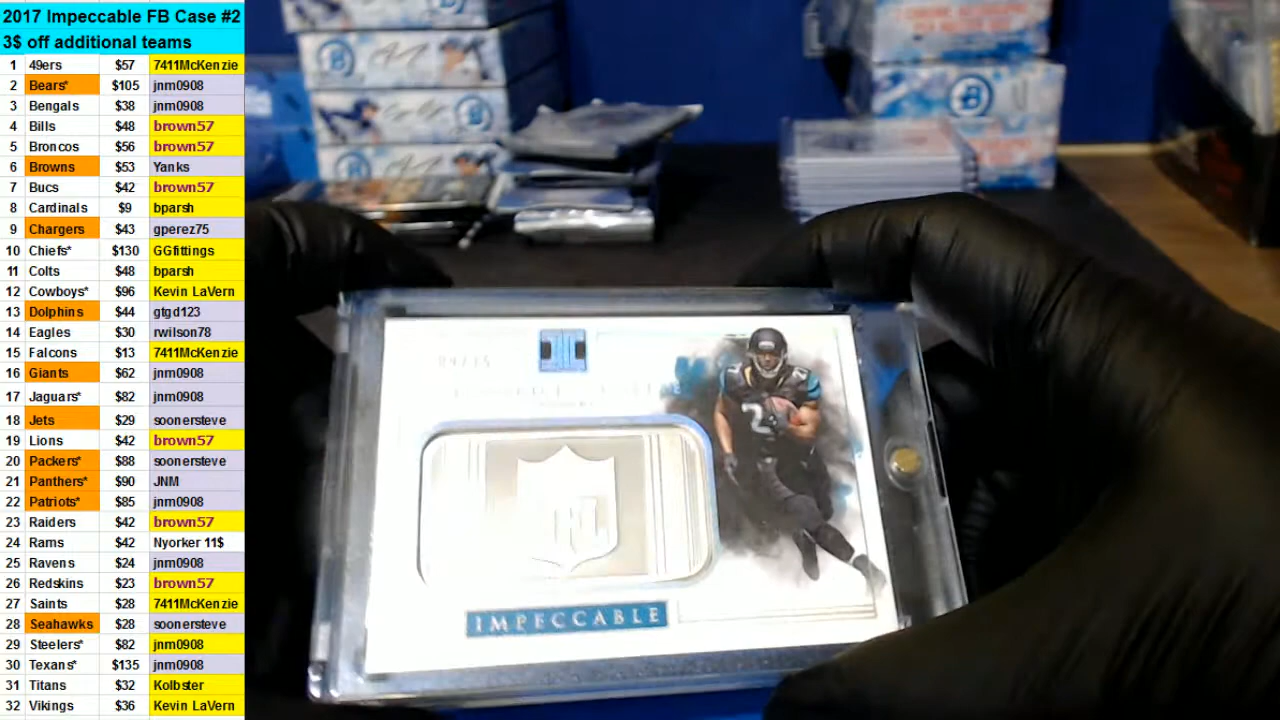 2017 Impeccable FB Case #2
3$ off additional teams
1 49ers $57 7411McKenzie
2 Bears* $105 jnm0908
3 Bengals $38 jnm0908
4 Bills $48 brown57
5 Broncos $56 brown57
6 Browns $53 Yanks
7 Bucs $42 brown57
8 Cardinals $9 bparsh
9 Chargers $43 gperez75
10 Chiefs* $130 GGfittings
11 Colts $48 bparsh
12 Cowboys* $96 Kevin LaVern
13 Dolphins $44 gtgd123
14 Eagles $30 rwilson78
15 Falcons $13 7411McKenzie
16 Giants $62 jnm0908
17 Jaguars* $82 jnm0908
18 Jets $29 soonersteve
19 Lions $42 brown57
20 Packers* $88 soonersteve
21 Panthers* $90 JNM
22 Patriots* $85 jnm0908
23 Raiders $42 brown57
24 Rams $42 Nyorker 11$
25 Ravens $24 jnm0908
26 Redskins $23 brown57
27 Saints $28 7411McKenzie
28 Seahawks $28 soonersteve
29 Steelers* $82 jnm0908
30 Texans* $135 jnm0908
31 Titans $32 Kolbster
32 Vikings $36 Kevin LaVern
IMPECCABLE